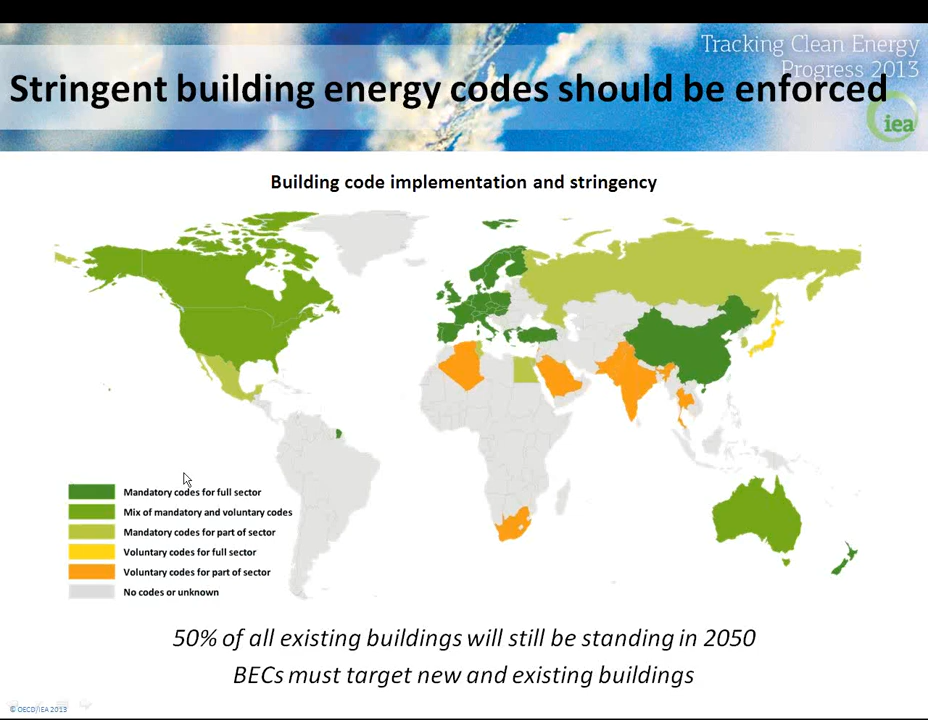 Tracking Clean Energy
Progress 2013
Stringent building energy codes should be enforced
iea
Building code implementation and stringency
Mandatory codes for full sector
Mix of mandatory and voluntary codes
Mandatory codes for part of sector
Voluntary codes for full sector
Voluntary codes for part of sector
No codes or unknown
50% of all existing buildings will still be standing in 2050
BECs must target new and existing buildings
© OECD/IEA 2013